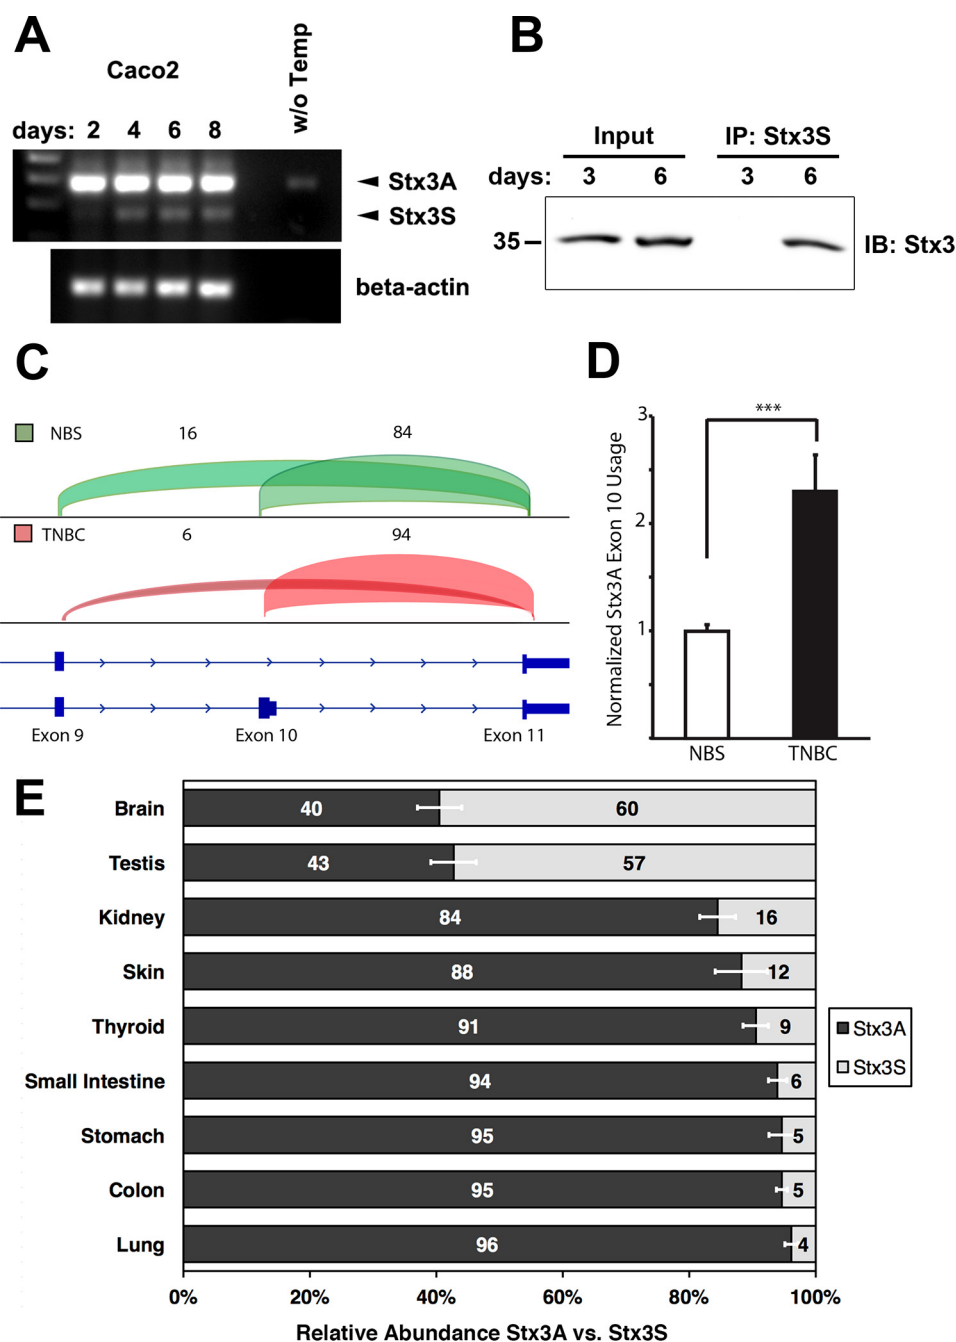 A
Caco2
w/o Temp
days: 2 4 6 8
Stx3A
Stx3S
beta-actin
B
Input IP: Stx3S
days: 3 6 3 6
35
IB: Stx3
C
NBS 16 84
TNBC 6 94
Exon 9 Exon 10 Exon 11
D
***
Normalized Stx3A Exon 10 Usage
3
2
1
NBS TNBC
E
Brain 40 60
Testis 43 57
Kidney 84 16
Skin 88 12
Thyroid 91 9
Small Intestine 94 6
Stomach 95 5
Colon 95 5
Lung 96 4
0% 20% 40% 60% 80% 100%
Relative Abundance Stx3A vs. Stx3S
Stx3A
Stx3S